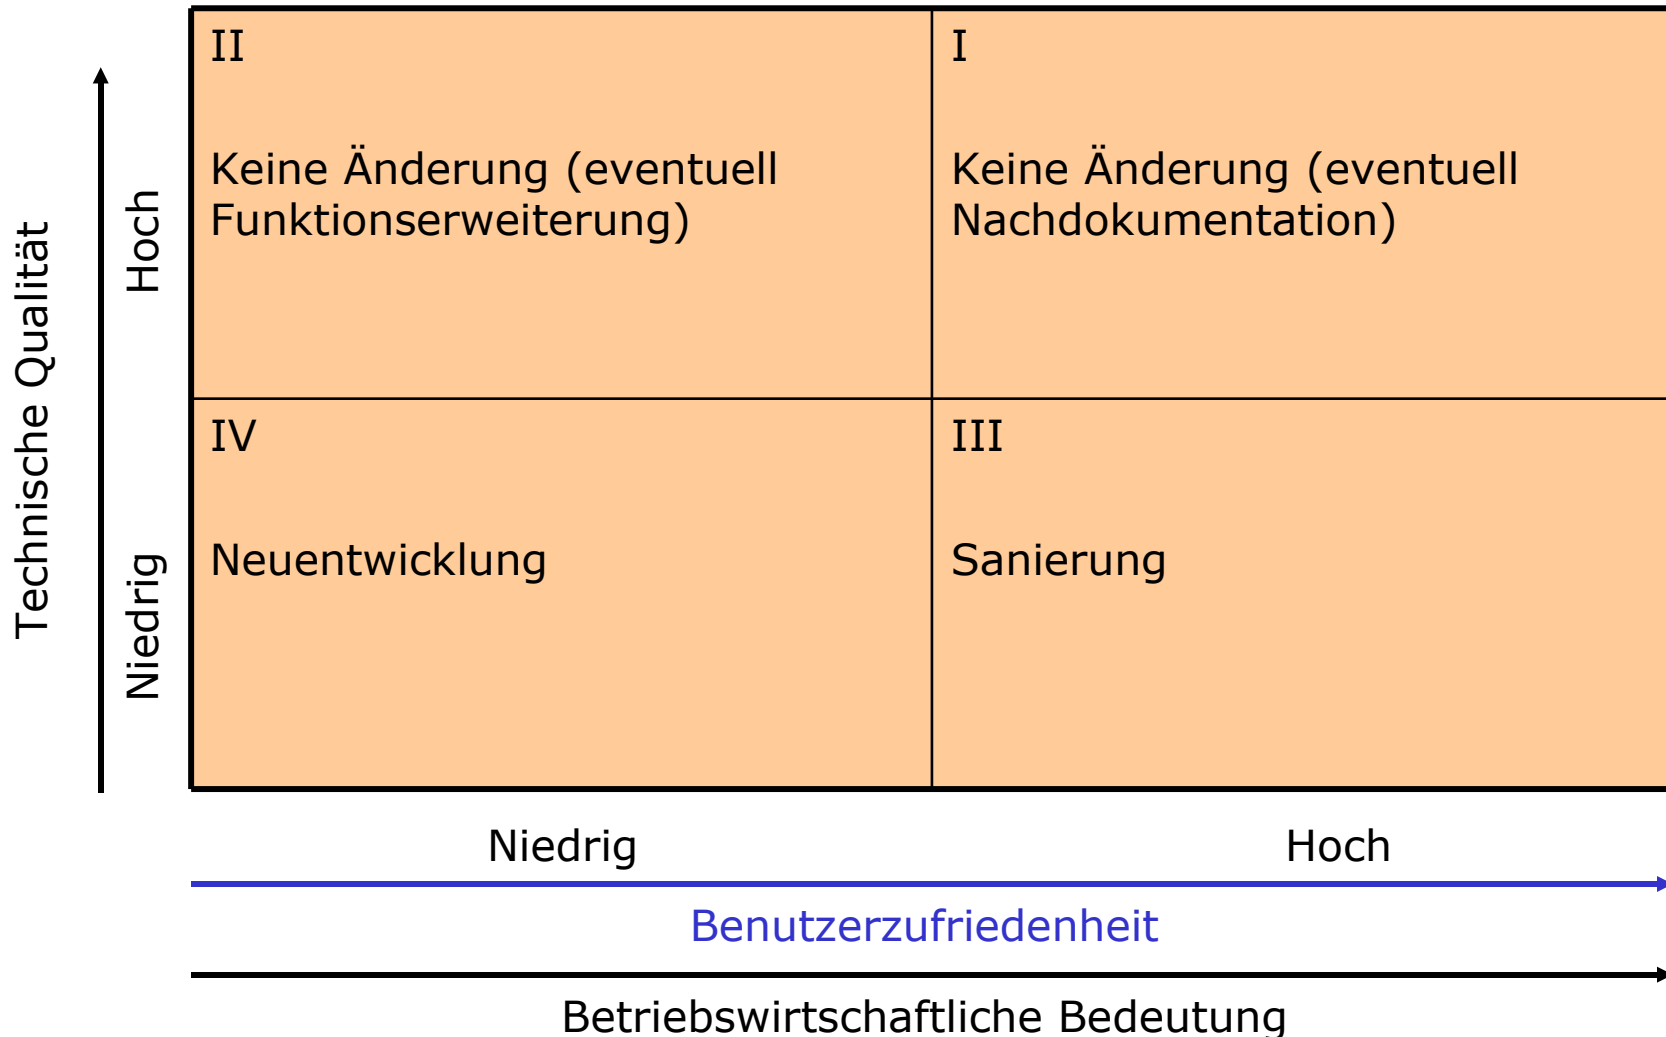 II
Keine Änderung (eventuell
Funktionserweiterung)
I
Keine Änderung (eventuell
Nachdokumentation)
IV
Neuentwicklung
III
Sanierung
Technische Qualität
Hoch
Niedrig
Niedrig
Hoch
Benutzerzufriedenheit
Betriebswirtschaftliche Bedeutung